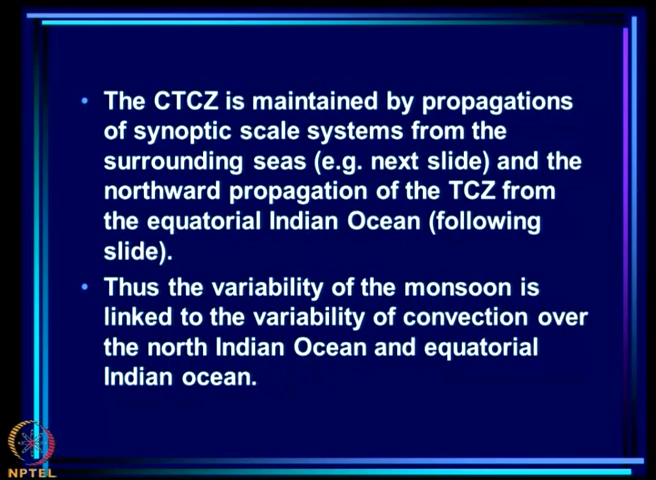 • The CTCZ is maintained by propagations
of synoptic scale systems from the
surrounding seas (e.g. next slide) and the
northward propagation of the TCZ from
the equatorial Indian Ocean (following
slide).
• Thus the variability of the monsoon is
linked to the variability of convection over
the north Indian Ocean and equatorial
Indian ocean.
NPTEL